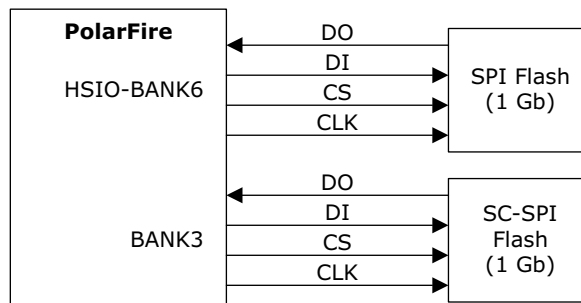 PolarFire
HSIO-BANK6
DO
DI
CS
CLK
SPI Flash
(1 Gb)
BANK3
DO
DI
CS
CLK
SC-SPI
Flash
(1 Gb)